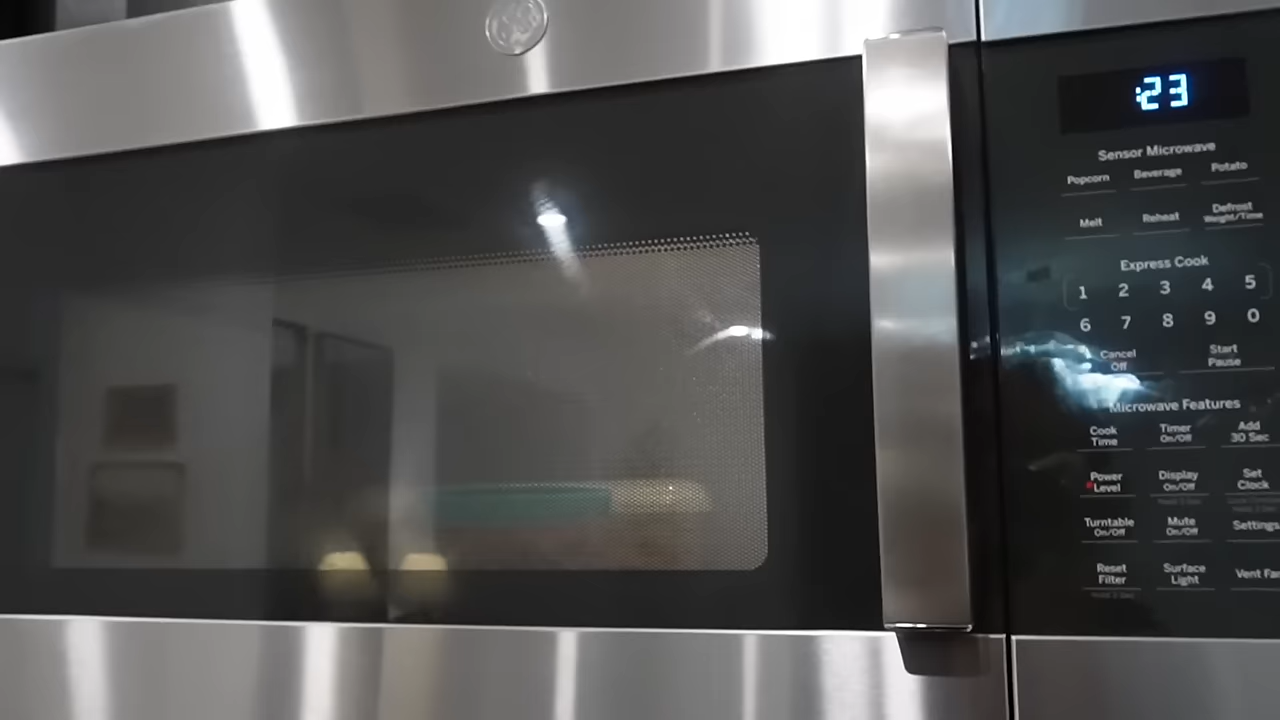 :23
Sensor Microwave
Popcorn Beverage Potato
Melt Reheat Defrost
Weight/Time
Express Cook
1 2 3 4 5
6 7 8 9 0
Cancel Start
Off Pause
Microwave Features
Cook Timer Add
Time On/Off 30 Sec
Power Display Set
Level On/Off Clock
Turntable Mute Settings
On/Off On/Off
Reset Surface Vent Fan
Filter Light